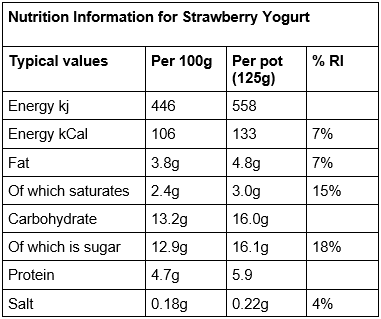 Nutrition Information for Strawberry Yogurt
Typical values Per 100g Per pot % RI
(125g)
Energy kj 446 558
Energy kCal 106 133 7%
Fat 3.8g 4.8g 7%
Of which saturates 2.4g 3.0g 15%
Carbohydrate 13.2g 16.0g
Of which is sugar 12.9g 16.1g 18%
Protein 4.7g 5.9
Salt 0.18g 0.22g 4%